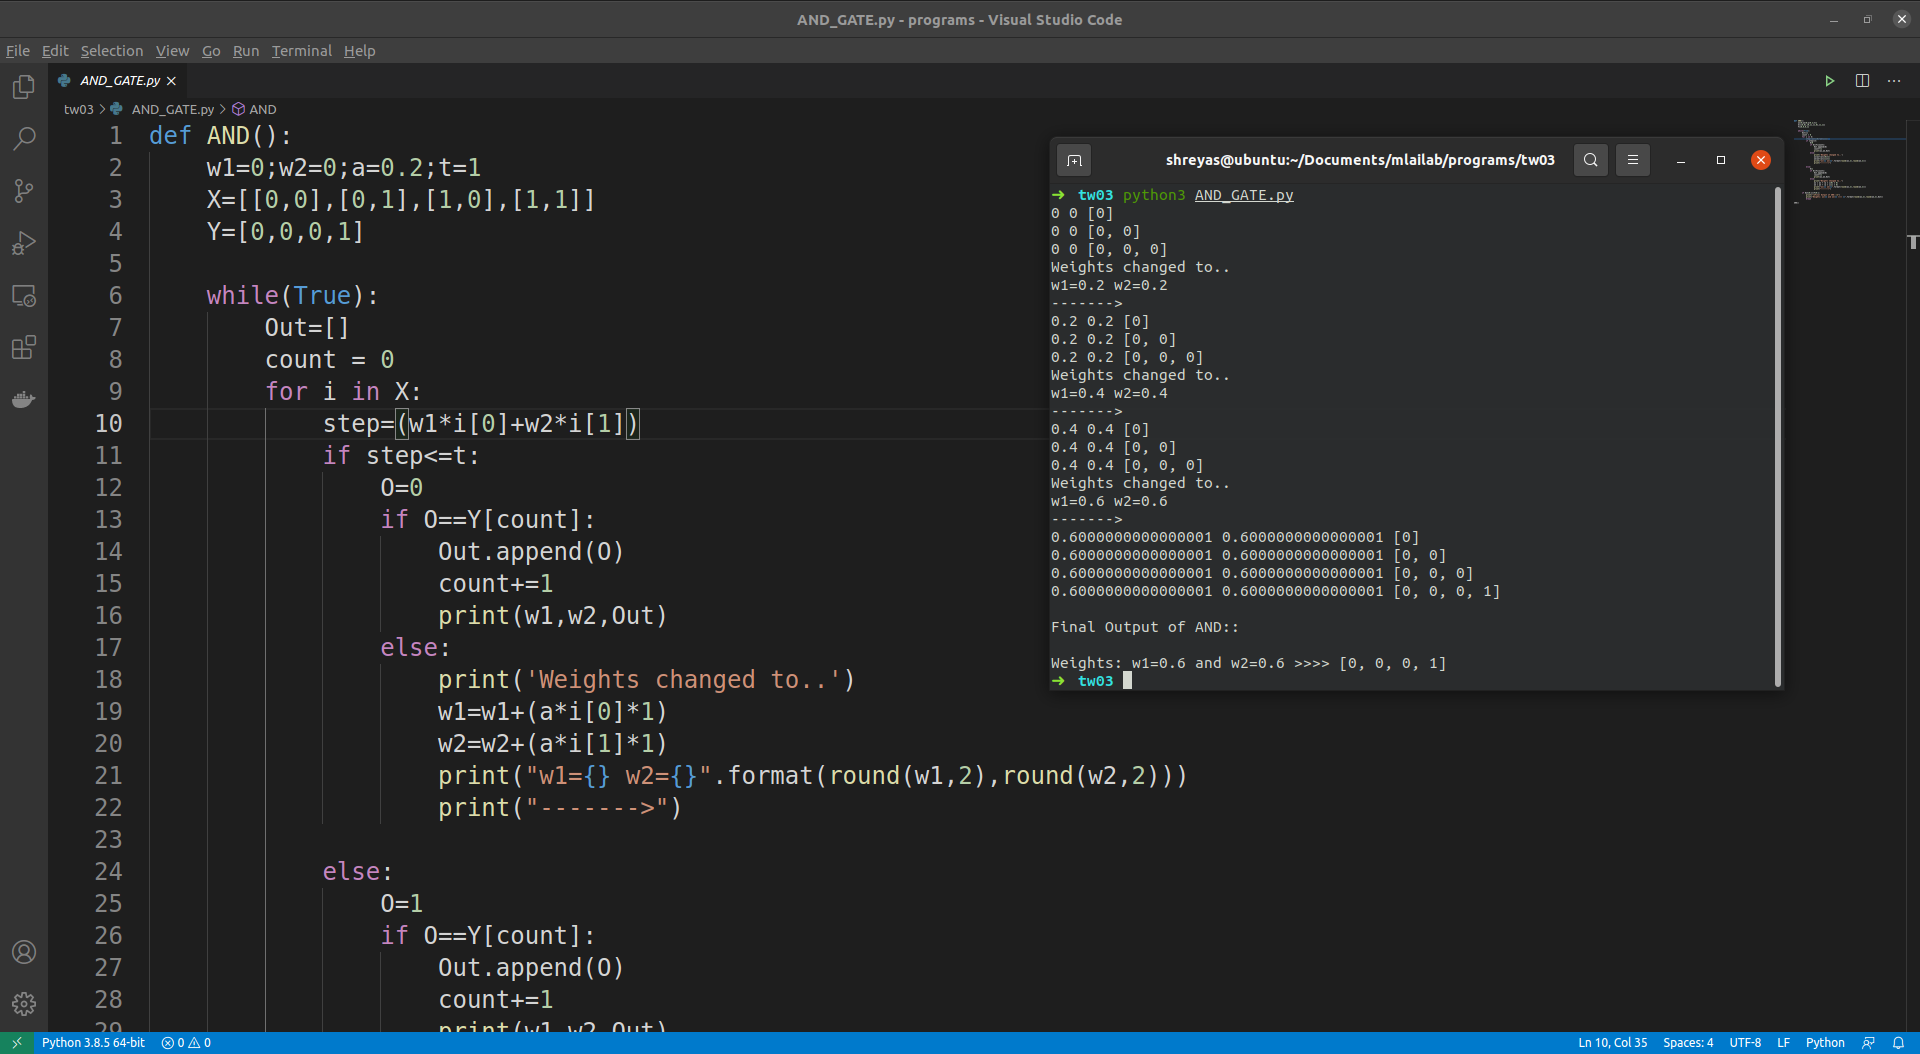 AND_GATE.py - programs - Visual Studio Code
File Edit Selection View Go Run Terminal Help
AND_GATE.py
tw03 > AND_GATE.py > AND
1 def AND():
2     w1=0;w2=0;a=0.2;t=1
3     X=[[0,0],[0,1],[1,0],[1,1]]
4     Y=[0,0,0,1]
5
6     while(True):
7         Out=[]
8         count = 0
9         for i in X:
10             step=(w1*i[0]+w2*i[1])
11             if step<=t:
12                 O=0
13                 if O==Y[count]:
14                     Out.append(O)
15                     count+=1
16                     print(w1,w2,Out)
17                 else:
18                     print('Weights changed to..')
19                     w1=w1+(a*i[0]*1)
20                     w2=w2+(a*i[1]*1)
21                     print("w1={} w2={}".format(round(w1,2),round(w2,2)))
22                     print("------->")
23
24             else:
25                 O=1
26                 if O==Y[count]:
27                     Out.append(O)
28                     count+=1
29                     print(w1,w2,Out)
shreyas@ubuntu:~/Documents/mlailab/programs/tw03
➜ tw03 python3 AND_GATE.py
0 0 [0]
0 0 [0, 0]
0 0 [0, 0, 0]
Weights changed to..
w1=0.2 w2=0.2
------->
0.2 0.2 [0]
0.2 0.2 [0, 0]
0.2 0.2 [0, 0, 0]
Weights changed to..
w1=0.4 w2=0.4
------->
0.4 0.4 [0]
0.4 0.4 [0, 0]
0.4 0.4 [0, 0, 0]
Weights changed to..
w1=0.6 w2=0.6
------->
0.6000000000000001 0.6000000000000001 [0]
0.6000000000000001 0.6000000000000001 [0, 0]
0.6000000000000001 0.6000000000000001 [0, 0, 0]
0.6000000000000001 0.6000000000000001 [0, 0, 0, 1]
Final Output of AND::
Weights: w1=0.6 and w2=0.6 >>>> [0, 0, 0, 1]
➜ tw03
Python 3.8.5 64-bit 0 0 Ln 10, Col 35 Spaces: 4 UTF-8 LF Python